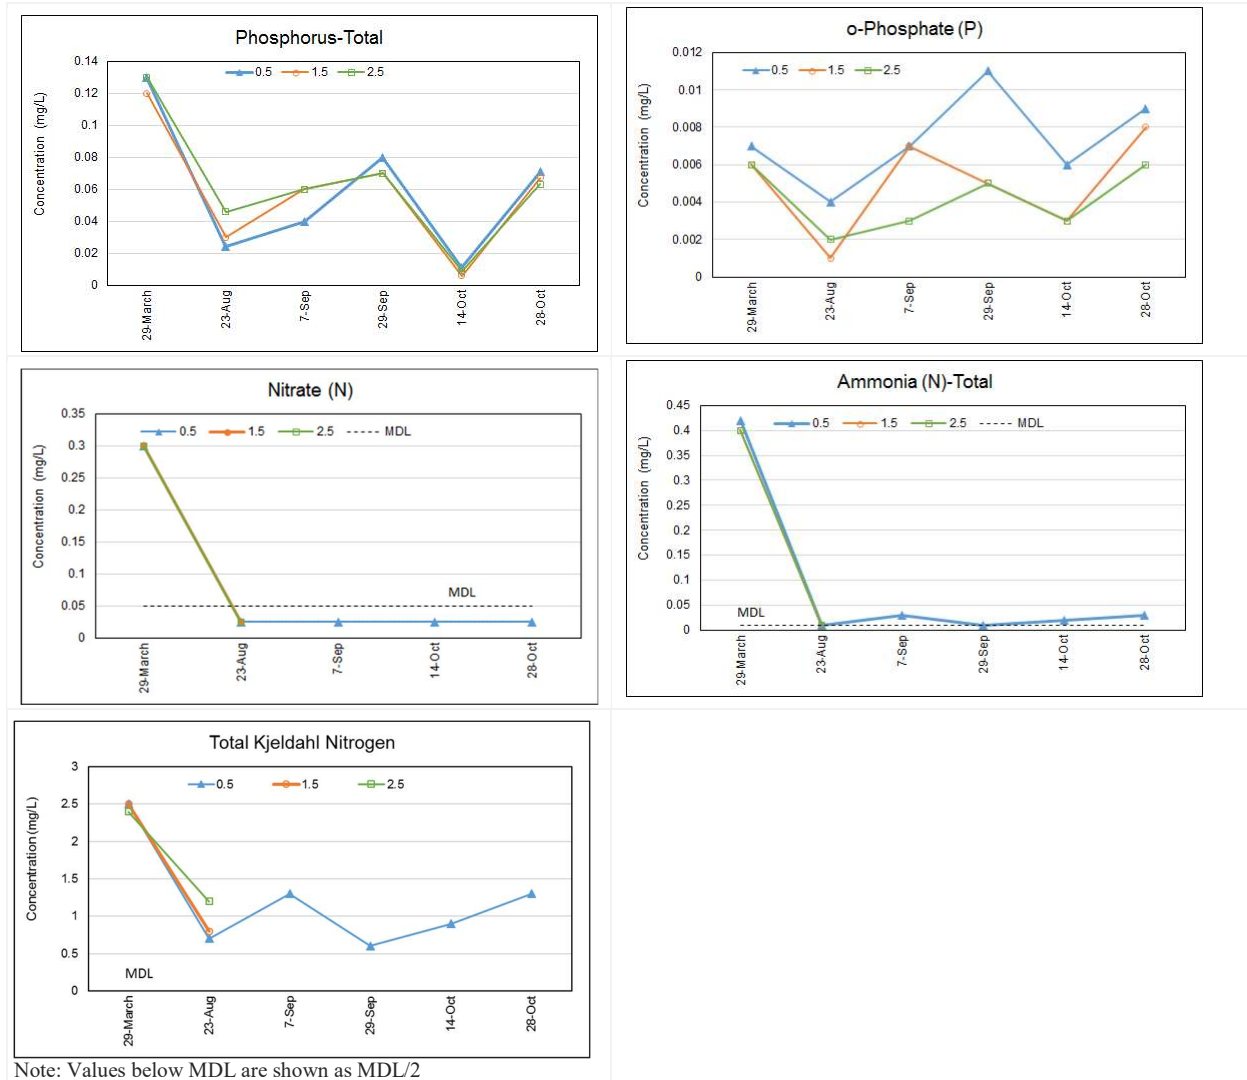 Phosphorus-Total
0.5 1.5 2.5
Concentration (mg/L)
0.14
0.12
0.1
0.08
0.06
0.04
0.02
0
29-March 23-Aug 7-Sep 29-Sep 14-Oct 28-Oct
o-Phosphate (P)
0.5 1.5 2.5
Concentration (mg/L)
0.012
0.01
0.008
0.006
0.004
0.002
0
29-March 23-Aug 7-Sep 29-Sep 14-Oct 28-Oct
Nitrate (N)
0.5 1.5 2.5 MDL
Concentration (mg/L)
0.35
0.3
0.25
0.2
0.15
0.1
0.05
0
MDL
29-March 23-Aug 7-Sep 14-Oct 28-Oct
Ammonia (N)-Total
0.5 1.5 2.5 MDL
Concentration (mg/L)
0.45
0.4
0.35
0.3
0.25
0.2
0.15
0.1
0.05
0
MDL
29-March 23-Aug 7-Sep 29-Sep 14-Oct 28-Oct
Total Kjeldahl Nitrogen
0.5 1.5 2.5
Concentration (mg/L)
3
2.5
2
1.5
1
0.5
0
MDL
29-March 23-Aug 7-Sep 29-Sep 14-Oct 28-Oct
Note: Values below MDL are shown as MDL/2